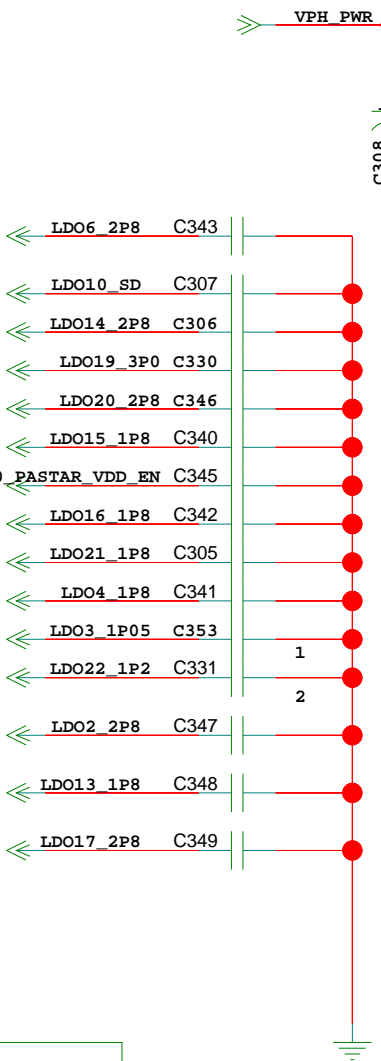 VPH_PWR
C308
LDO6_2P8 C343
LDO10_SD C307
LDO14_2P8 C306
LDO19_3P0 C330
LDO20_2P8 C346
LDO15_1P8 C340
_PASTAR_VDD_EN C345
LDO16_1P8 C342
LDO21_1P8 C305
LDO4_1P8 C341
LDO3_1P05 C353
1
LDO22_1P2 C331
2
LDO2_2P8 C347
LDO13_1P8 C348
LDO17_2P8 C349